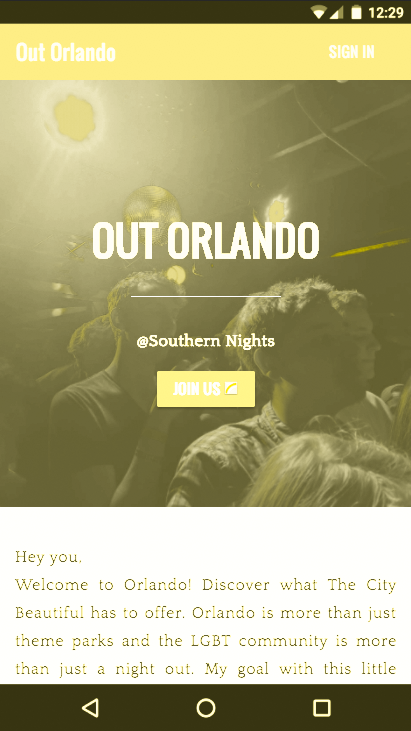 12:29
Out Orlando
SIGN IN
OUT ORLANDO
@Southern Nights
JOIN US
Hey you,
Welcome to Orlando! Discover what The City
Beautiful has to offer. Orlando is more than just
theme parks and the LGBT community is more
than just a night out. My goal with this little